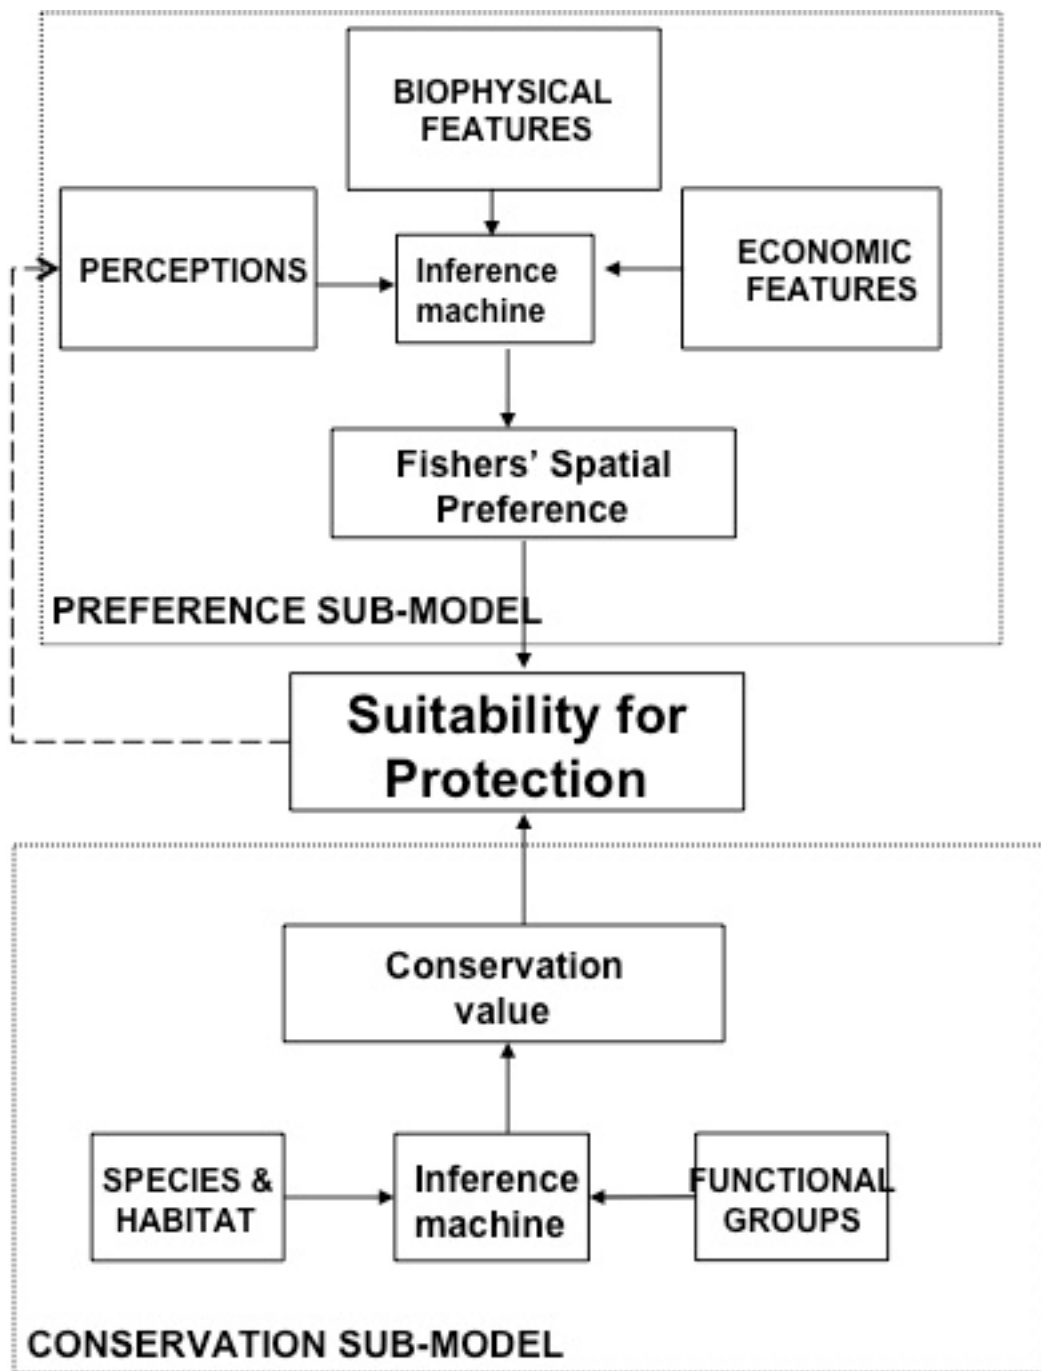 BIOPHYSICAL
FEATURES
PERCEPTIONS
Inference
machine
ECONOMIC
FEATURES
Fishers’ Spatial
Preference
PREFERENCE SUB-MODEL
Suitability for
Protection
Conservation
value
SPECIES &
HABITAT
Inference
machine
FUNCTIONAL
GROUPS
CONSERVATION SUB-MODEL